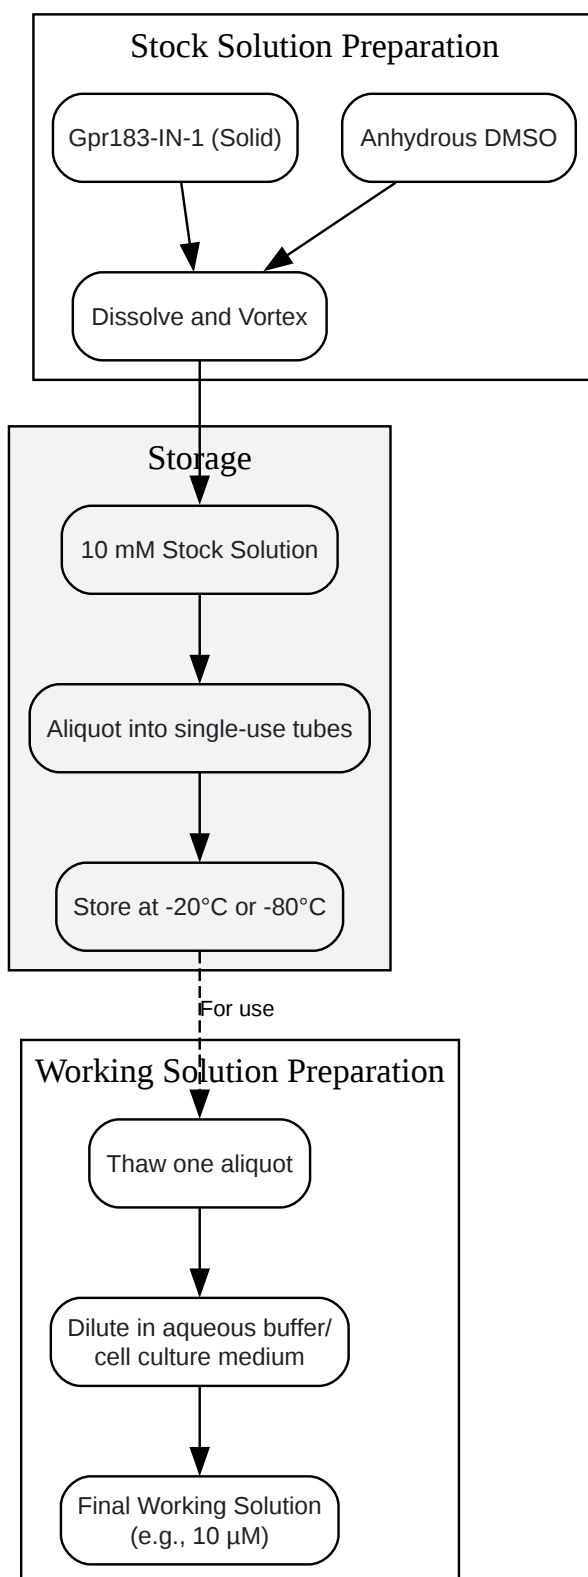 Stock Solution Preparation
Gpr183-IN-1 (Solid)
Anhydrous DMSO
Dissolve and Vortex
Storage
10 mM Stock Solution
Aliquot into single-use tubes
Store at -20°C or -80°C
For use
Working Solution Preparation
Thaw one aliquot
Dilute in aqueous buffer/
cell culture medium
Final Working Solution
(e.g., 10 µM)